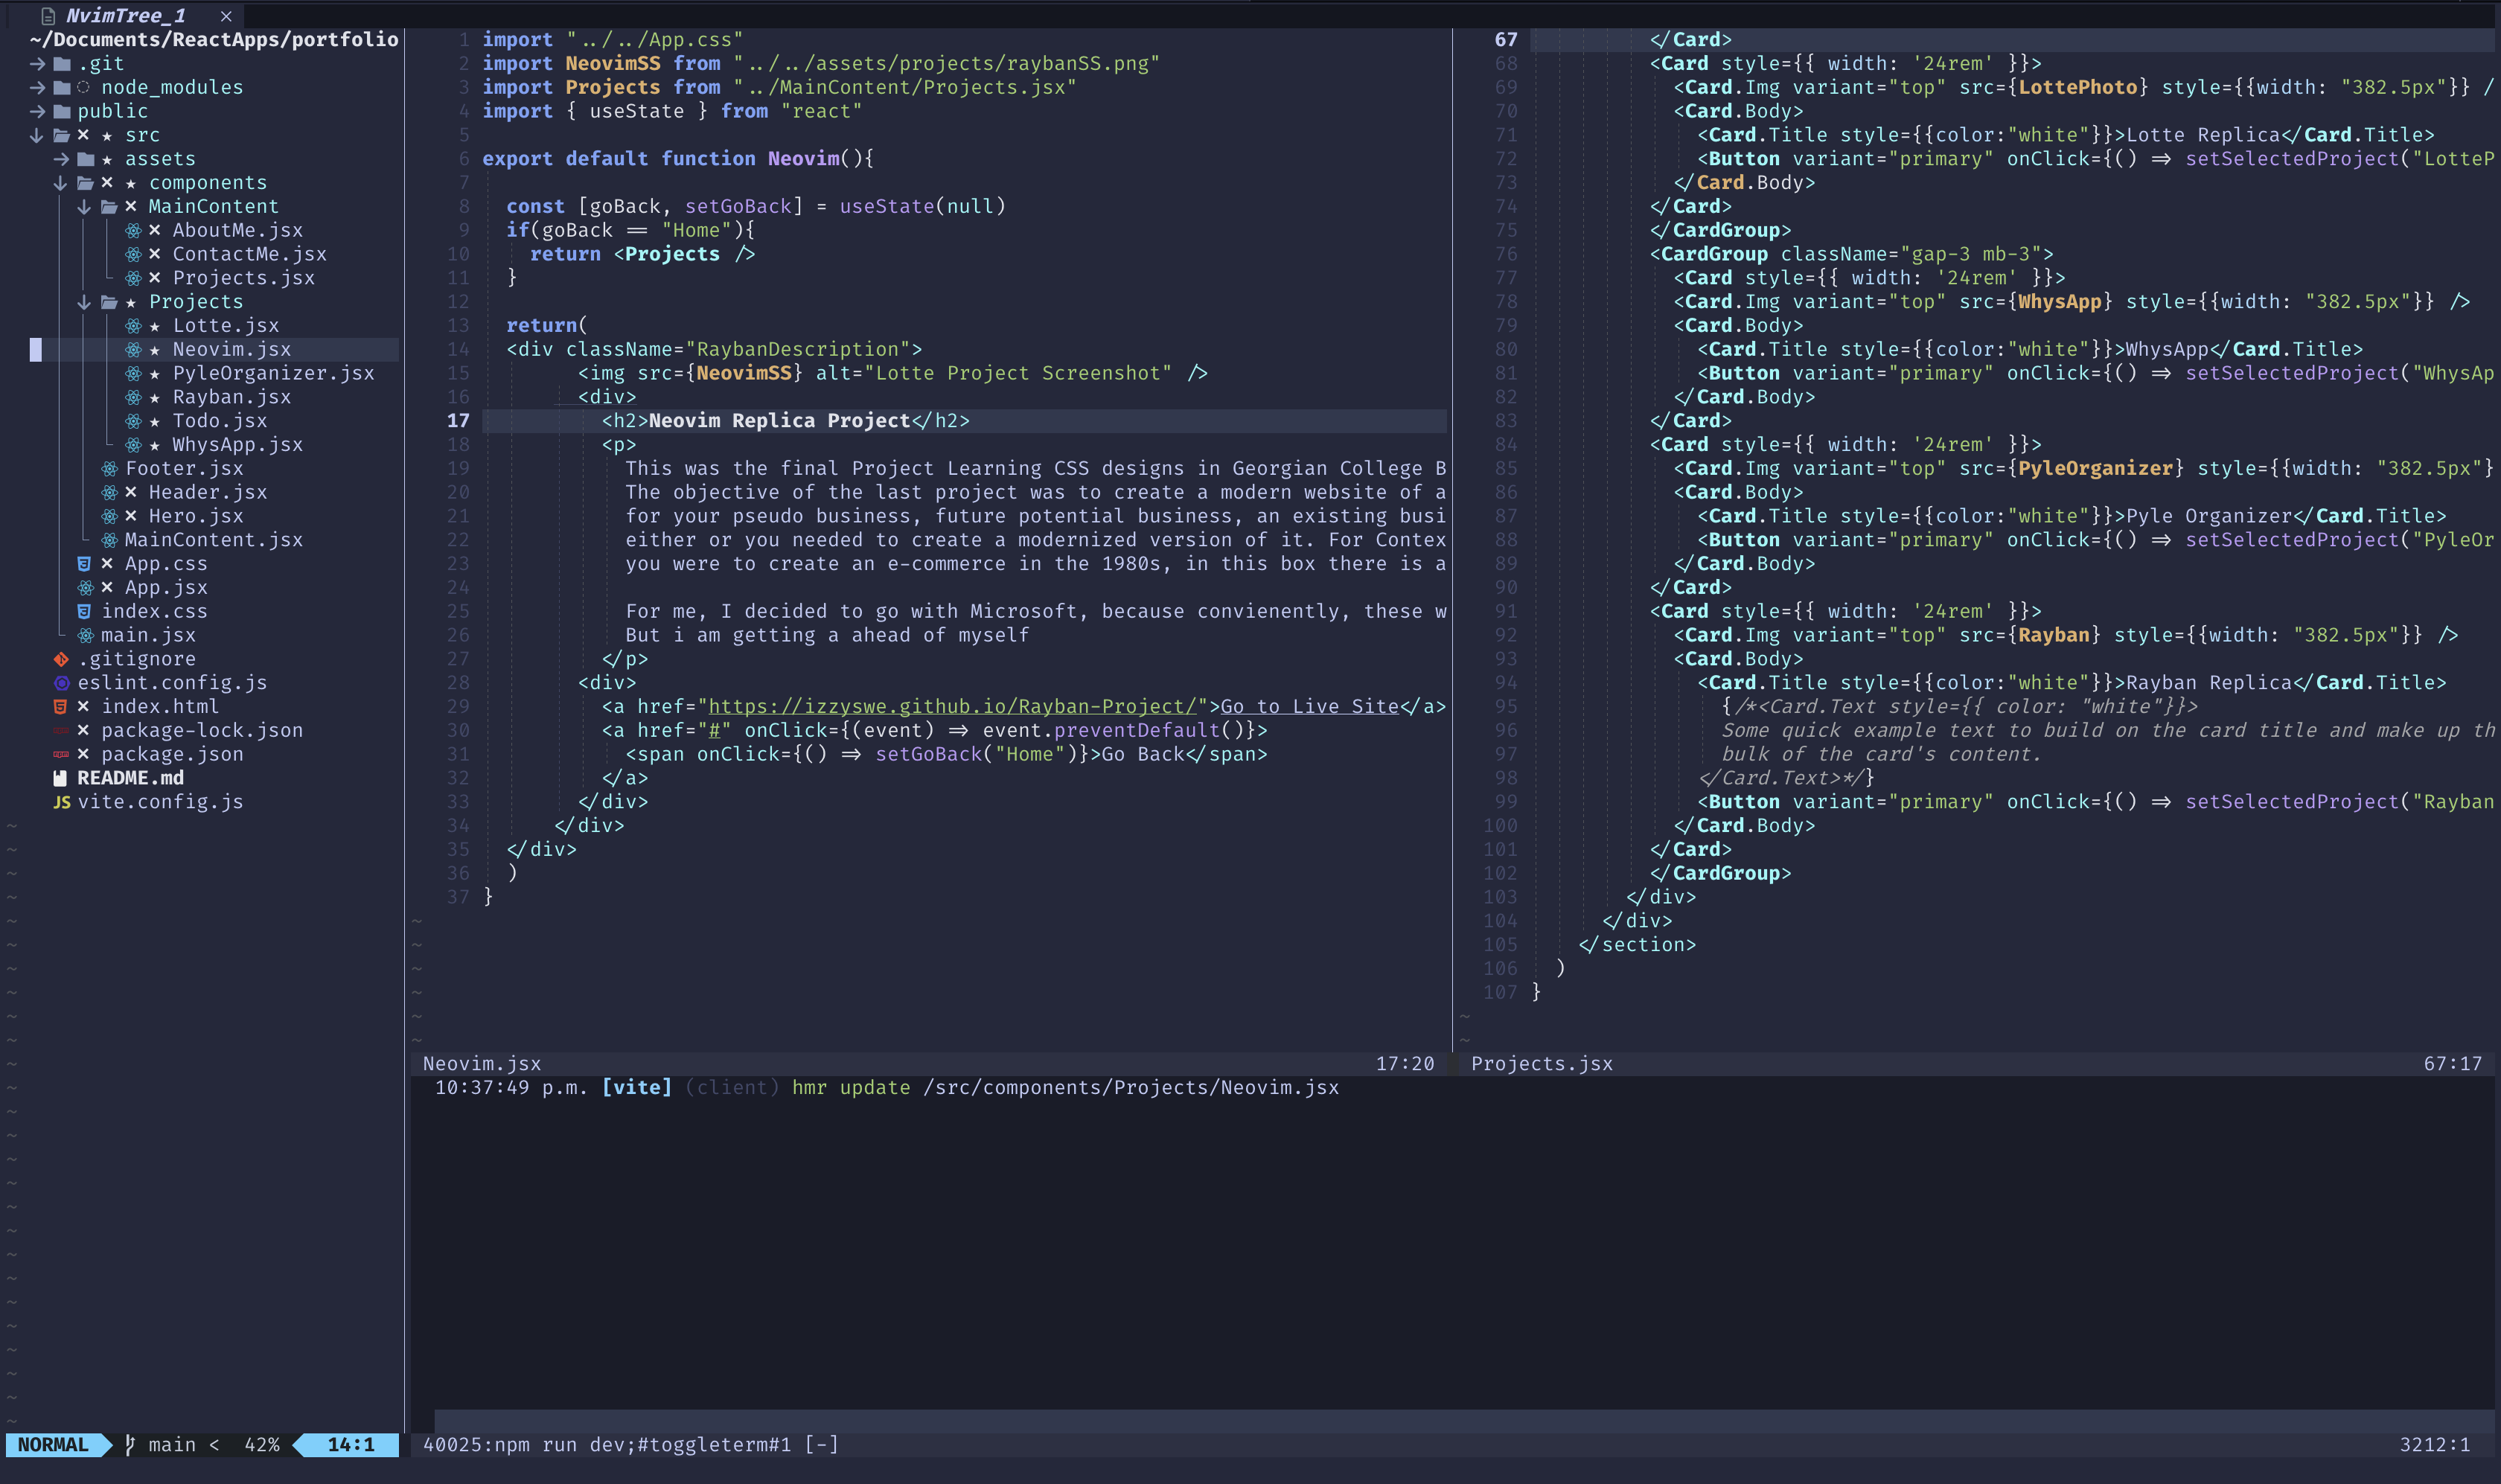 NvimTree_1 ×
~/Documents/ReactApps/portfolio
.git
node_modules
public
src
assets
components
MainContent
AboutMe.jsx
ContactMe.jsx
Projects.jsx
Projects
Lotte.jsx
Neovim.jsx
PyleOrganizer.jsx
Rayban.jsx
Todo.jsx
WhysApp.jsx
Footer.jsx
Header.jsx
Hero.jsx
MainContent.jsx
App.css
App.jsx
index.css
main.jsx
.gitignore
eslint.config.js
index.html
package-lock.json
package.json
README.md
JS vite.config.js
NORMAL main < 42% 14:1
1 import "../../App.css"
2 import NeovimSS from "../../assets/projects/raybanSS.png"
3 import Projects from "../MainContent/Projects.jsx"
4 import { useState } from "react"
5
6 export default function Neovim(){
7
8 const [goBack, setGoBack] = useState(null)
9 if(goBack == "Home"){
10 return <Projects />
11 }
12
13 return(
14 <div className="RaybanDescription">
15 <img src={NeovimSS} alt="Lotte Project Screenshot" />
16 <div>
17 <h2>Neovim Replica Project</h2>
18 <p>
19 This was the final Project Learning CSS designs in Georgian College B
20 The objective of the last project was to create a modern website of a
21 for your pseudo business, future potential business, an existing busi
22 either or you needed to create a modernized version of it. For Contex
23 you were to create an e-commerce in the 1980s, in this box there is a
24
25 For me, I decided to go with Microsoft, because convienently, these w
26 But i am getting a ahead of myself
27 </p>
28 <div>
29 <a href="https://izzyswe.github.io/Rayban-Project/">Go to Live Site</a>
30 <a href="#" onClick={(event) => event.preventDefault()}>
31 <span onClick={() => setGoBack("Home")}>Go Back</span>
32 </a>
33 </div>
34 </div>
35 </div>
36 )
37 }
Neovim.jsx 17:20
67 </Card>
68 <Card style={{ width: '24rem' }}>
69 <Card.Img variant="top" src={LottePhoto} style={{width: "382.5px"}} /
70 <Card.Body>
71 <Card.Title style={{color:"white"}}>Lotte Replica</Card.Title>
72 <Button variant="primary" onClick={() => setSelectedProject("LotteP
73 </Card.Body>
74 </Card>
75 </CardGroup>
76 <CardGroup className="gap-3 mb-3">
77 <Card style={{ width: '24rem' }}>
78 <Card.Img variant="top" src={WhysApp} style={{width: "382.5px"}} />
79 <Card.Body>
80 <Card.Title style={{color:"white"}}>WhysApp</Card.Title>
81 <Button variant="primary" onClick={() => setSelectedProject("WhysAp
82 </Card.Body>
83 </Card>
84 <Card style={{ width: '24rem' }}>
85 <Card.Img variant="top" src={PyleOrganizer} style={{width: "382.5px"}
86 <Card.Body>
87 <Card.Title style={{color:"white"}}>Pyle Organizer</Card.Title>
88 <Button variant="primary" onClick={() => setSelectedProject("PyleOr
89 </Card.Body>
90 </Card>
91 <Card style={{ width: '24rem' }}>
92 <Card.Img variant="top" src={Rayban} style={{width: "382.5px"}} />
93 <Card.Body>
94 <Card.Title style={{color:"white"}}>Rayban Replica</Card.Title>
95 {/*<Card.Text style={{ color: "white"}}>
96 Some quick example text to build on the card title and make up th
97 bulk of the card's content.
98 </Card.Text>*/}
99 <Button variant="primary" onClick={() => setSelectedProject("Rayban
100 </Card.Body>
101 </Card>
102 </CardGroup>
103 </div>
104 </div>
105 </section>
106 )
107 }
Projects.jsx 67:17
10:37:49 p.m. [vite] (client) hmr update /src/components/Projects/Neovim.jsx
40025:npm run dev;#toggleterm#1 [-] 3212:1